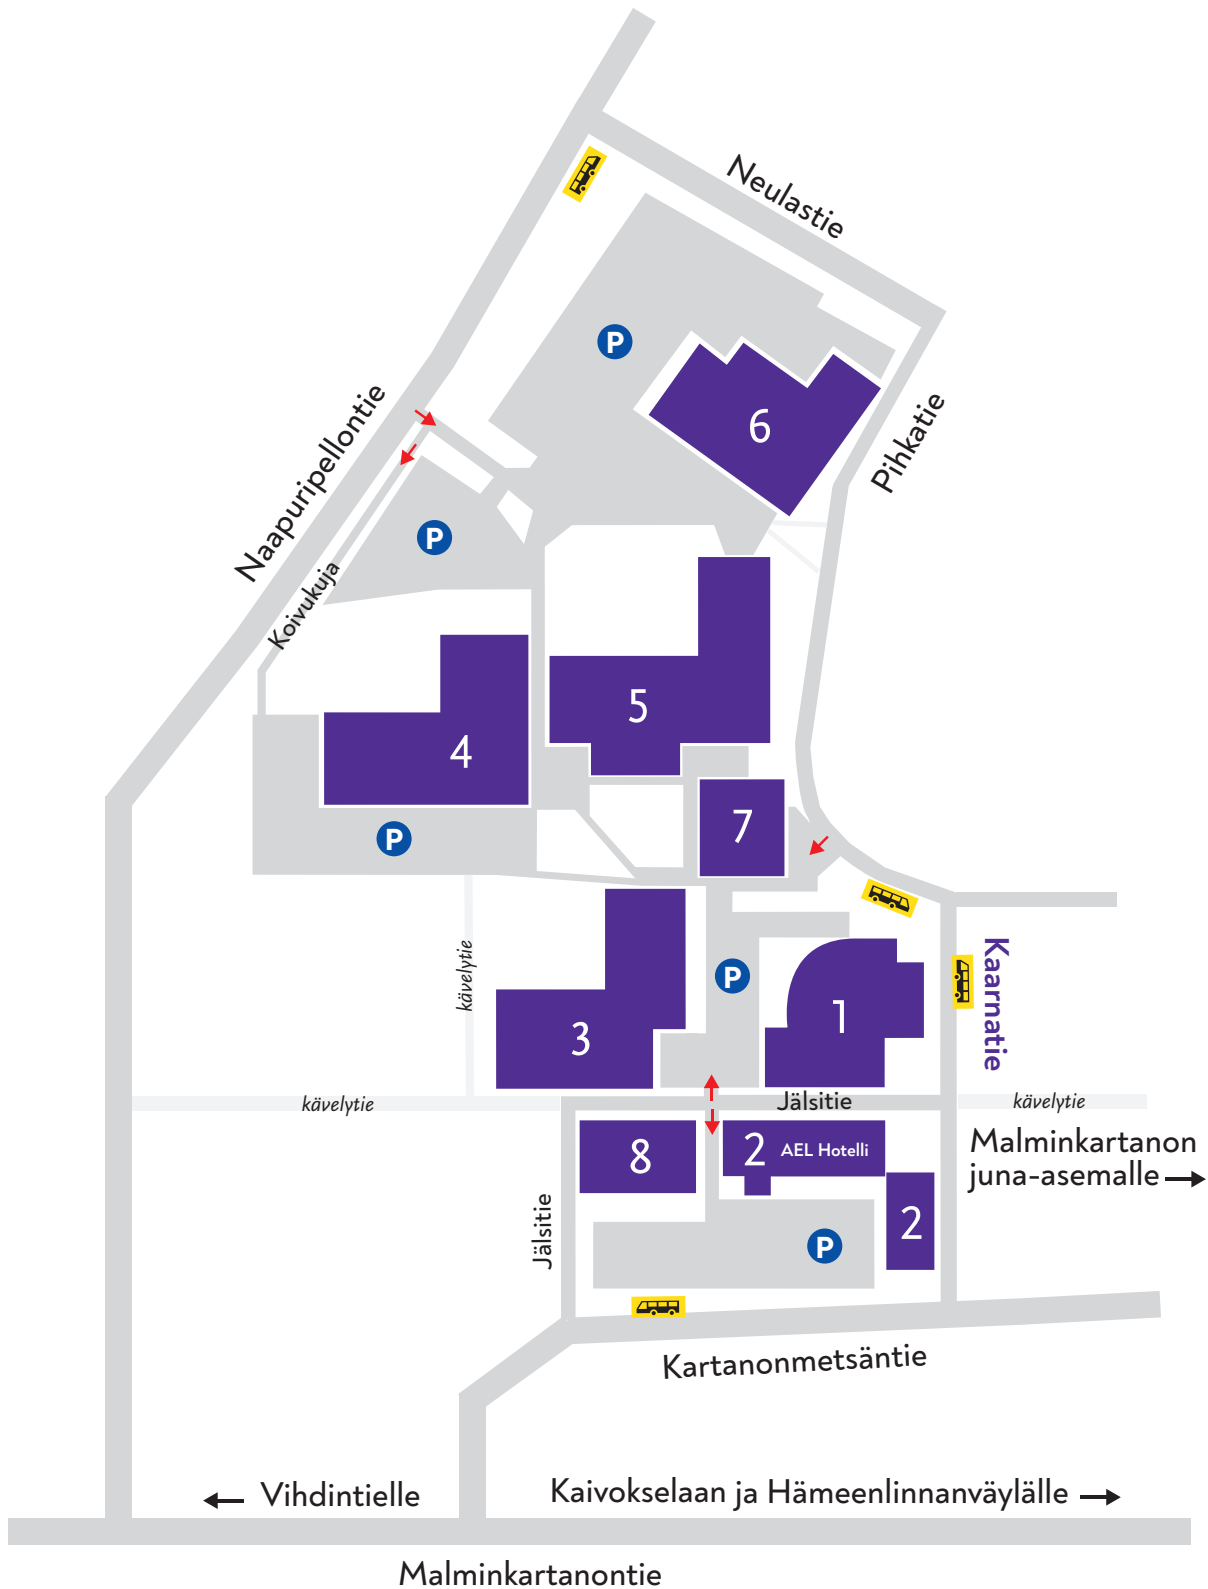 Neulastie
P
6
Naapuripellontie
Pihkatie
P
Koivukuja
5
4
7
P
kävelytie
P
Kaarnatie
1
3
kävelytie
Jälsitie
kävelytie
Malminkartanon
juna-asemalle
8
2 AEL Hotelli
Jälsitie
2
P
Kartanonmetsäntie
Vihdintielle
Kaivokselaan ja Hämeenlinnanväylälle
Malminkartanontie